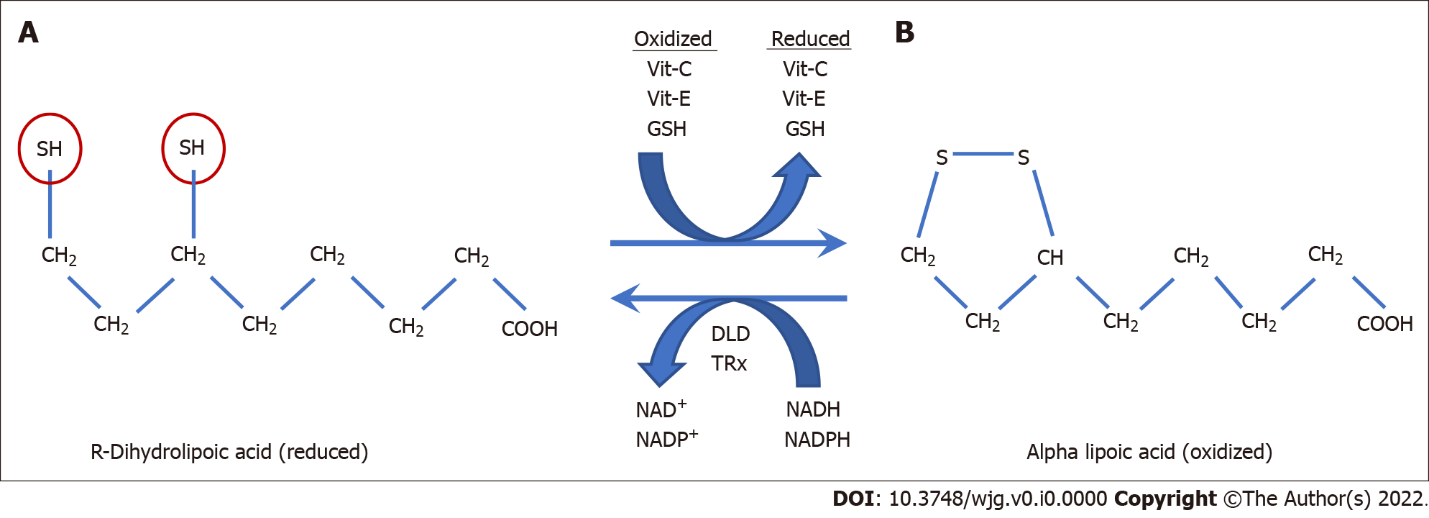 A
B
Oxidized Reduced
Vit-C Vit-C
Vit-E Vit-E
GSH GSH
SH SH
S S
CH₂ CH₂ CH₂ CH₂
CH₂ CH₂ CH₂ COOH
CH₂ CH CH₂ CH₂
CH₂ CH₂ CH₂ COOH
DLD
TRx
NAD⁺ NADH
NADP⁺ NADPH
R-Dihydrolipoic acid (reduced)
Alpha lipoic acid (oxidized)
DOI: 10.3748/wjg.v0.i0.0000 Copyright ©The Author(s) 2022.